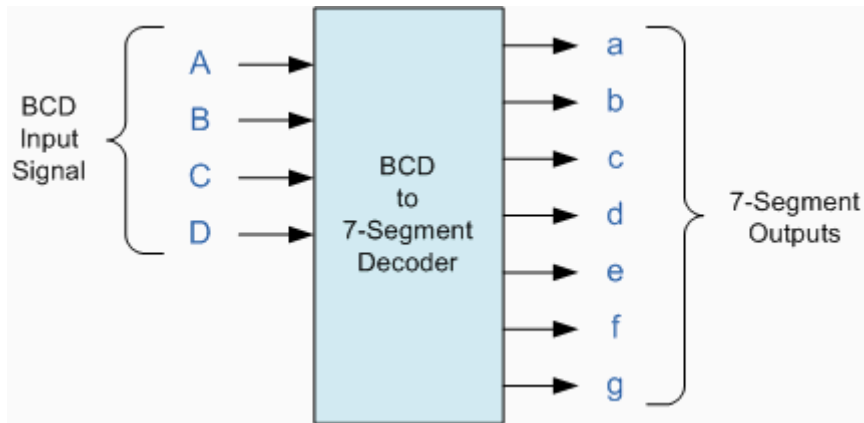 BCD
Input
Signal
A
B
C
D
BCD
to
7-Segment
Decoder
a
b
c
d
e
f
g
7-Segment
Outputs